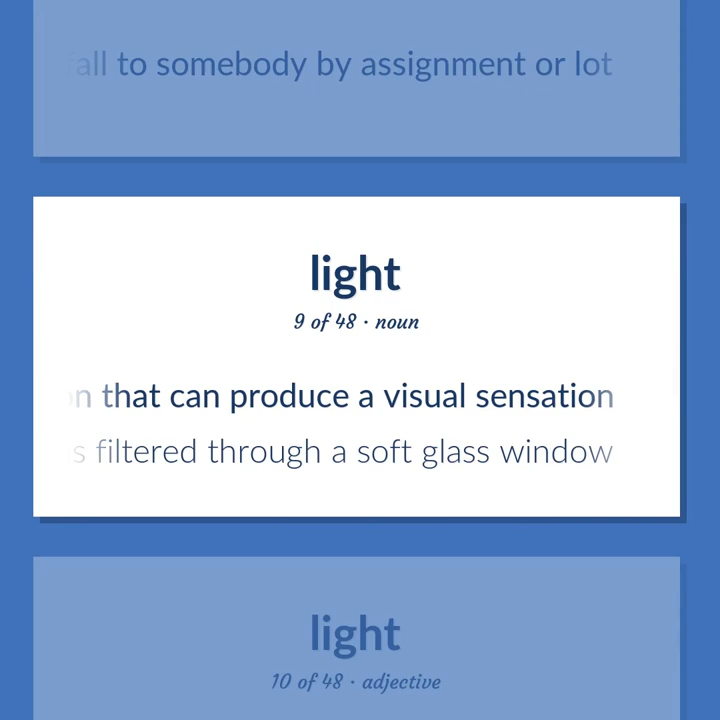 fall to somebody by assignment or lot
light
9 of 48 · noun
that can produce a visual sensation
filtered through a soft glass window
light
10 of 48 · adjective